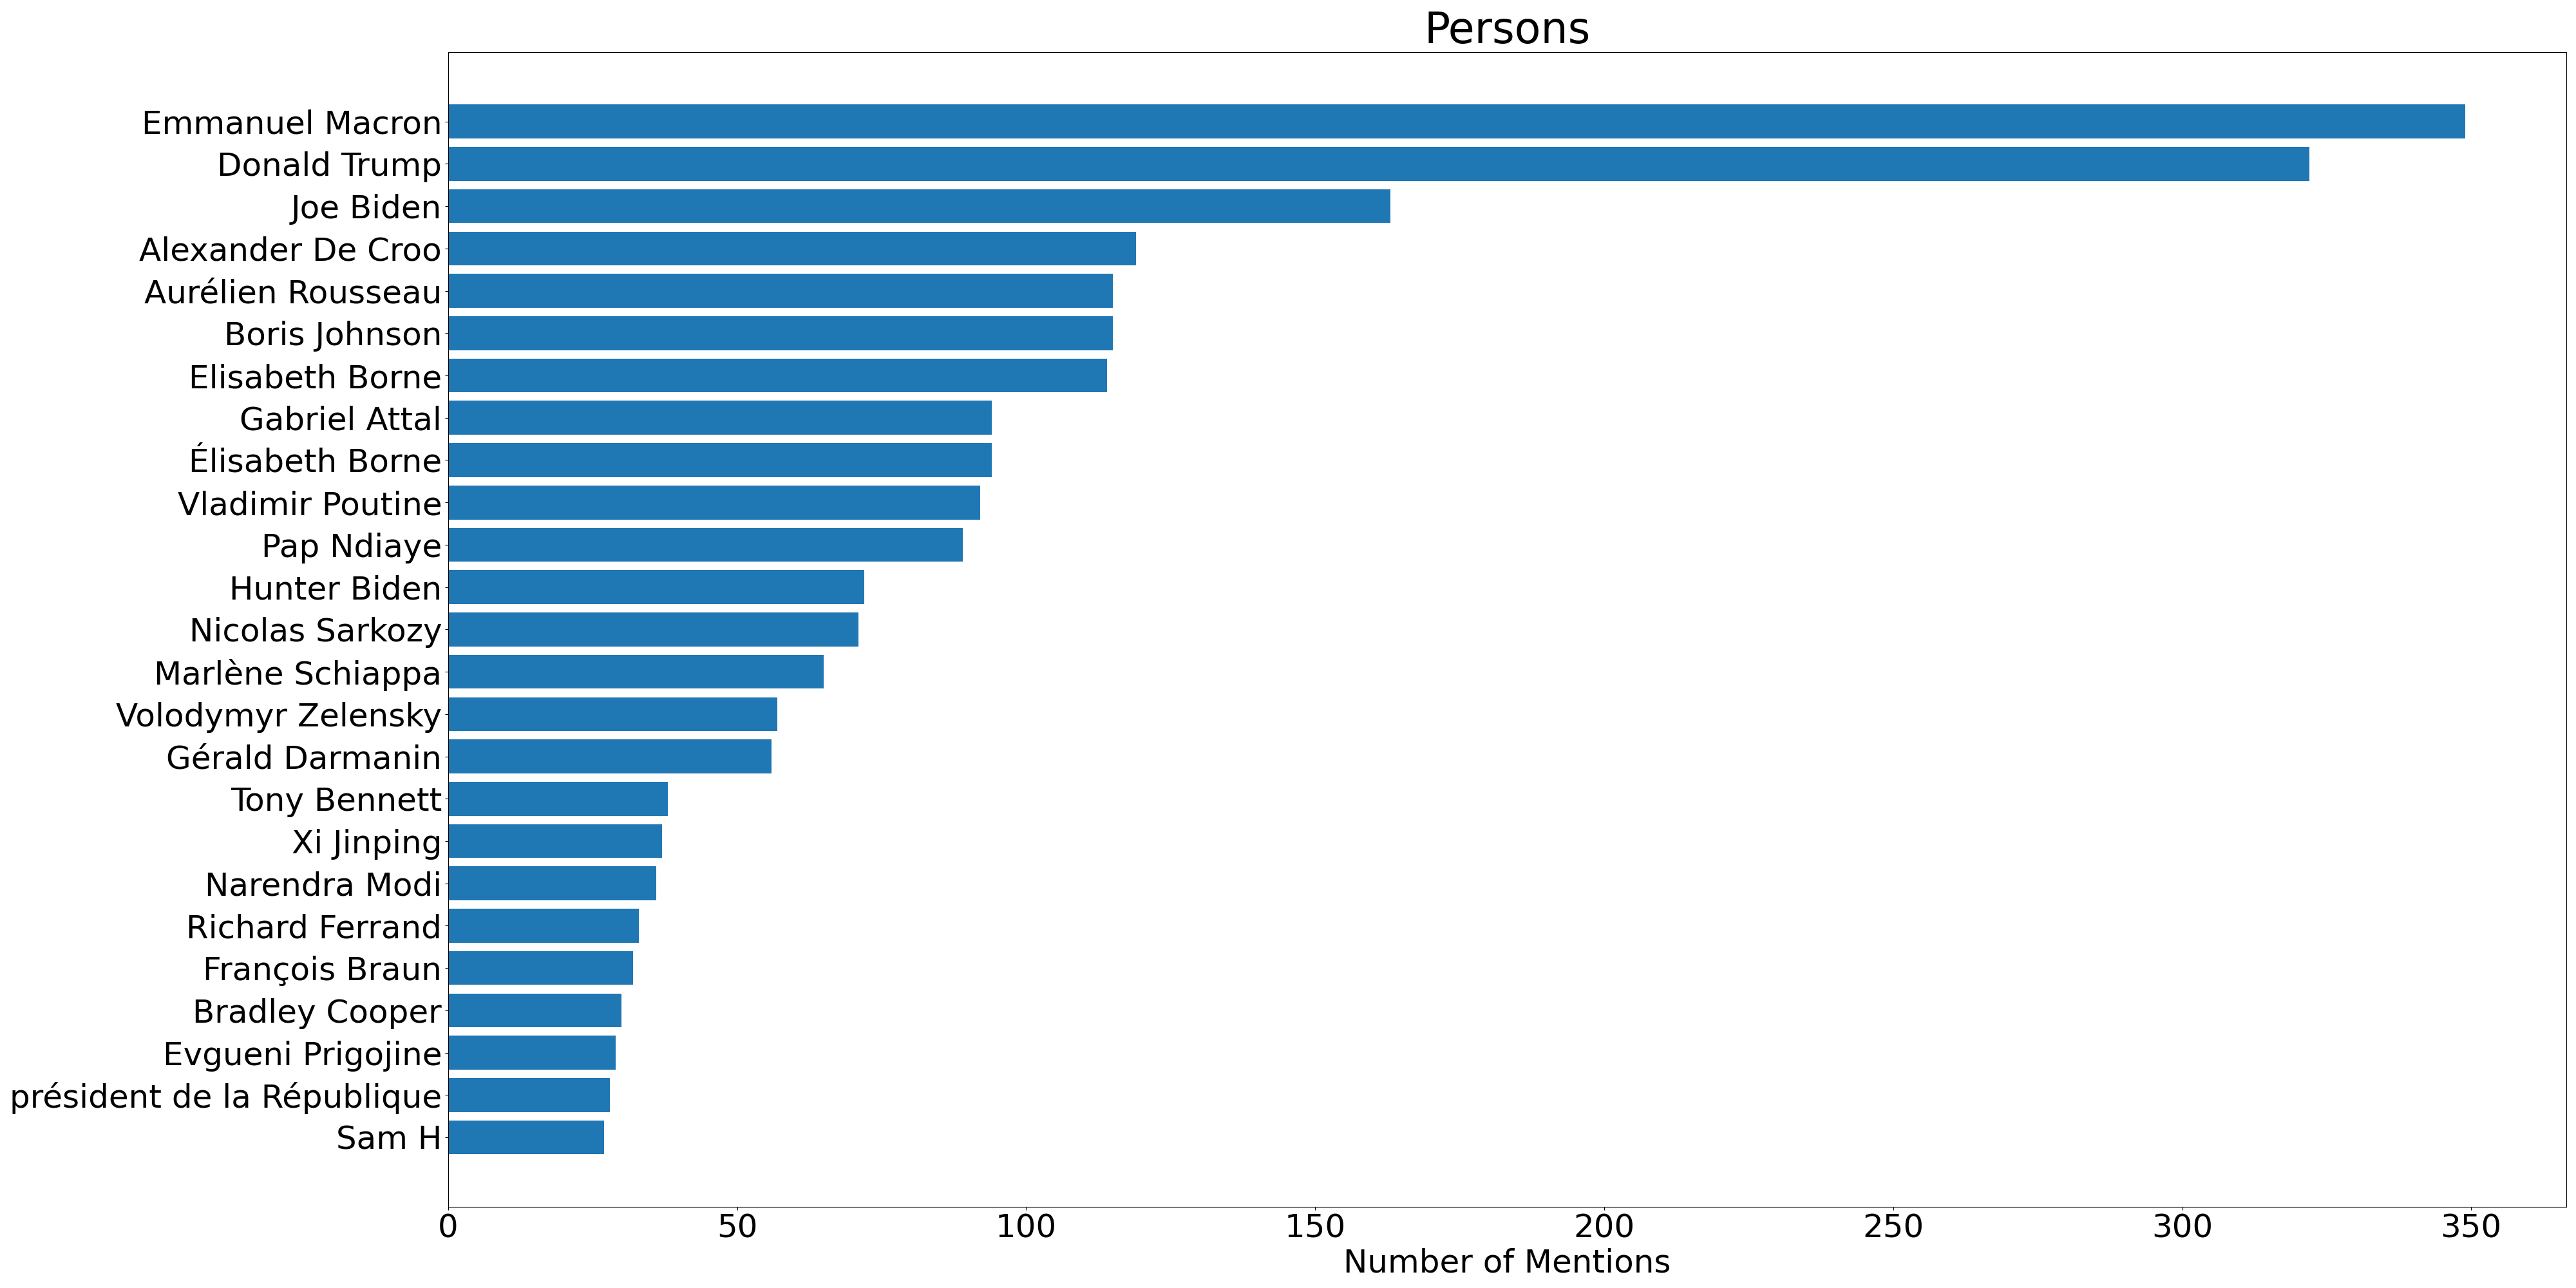 Persons
Emmanuel Macron
Donald Trump
Joe Biden
Alexander De Croo
Aurélien Rousseau
Boris Johnson
Elisabeth Borne
Gabriel Attal
Élisabeth Borne
Vladimir Poutine
Pap Ndiaye
Hunter Biden
Nicolas Sarkozy
Marlène Schiappa
Volodymyr Zelensky
Gérald Darmanin
Tony Bennett
Xi Jinping
Narendra Modi
Richard Ferrand
François Braun
Bradley Cooper
Evgueni Prigojine
président de la République
Sam H
0 50 100 150 200 250 300 350
Number of Mentions